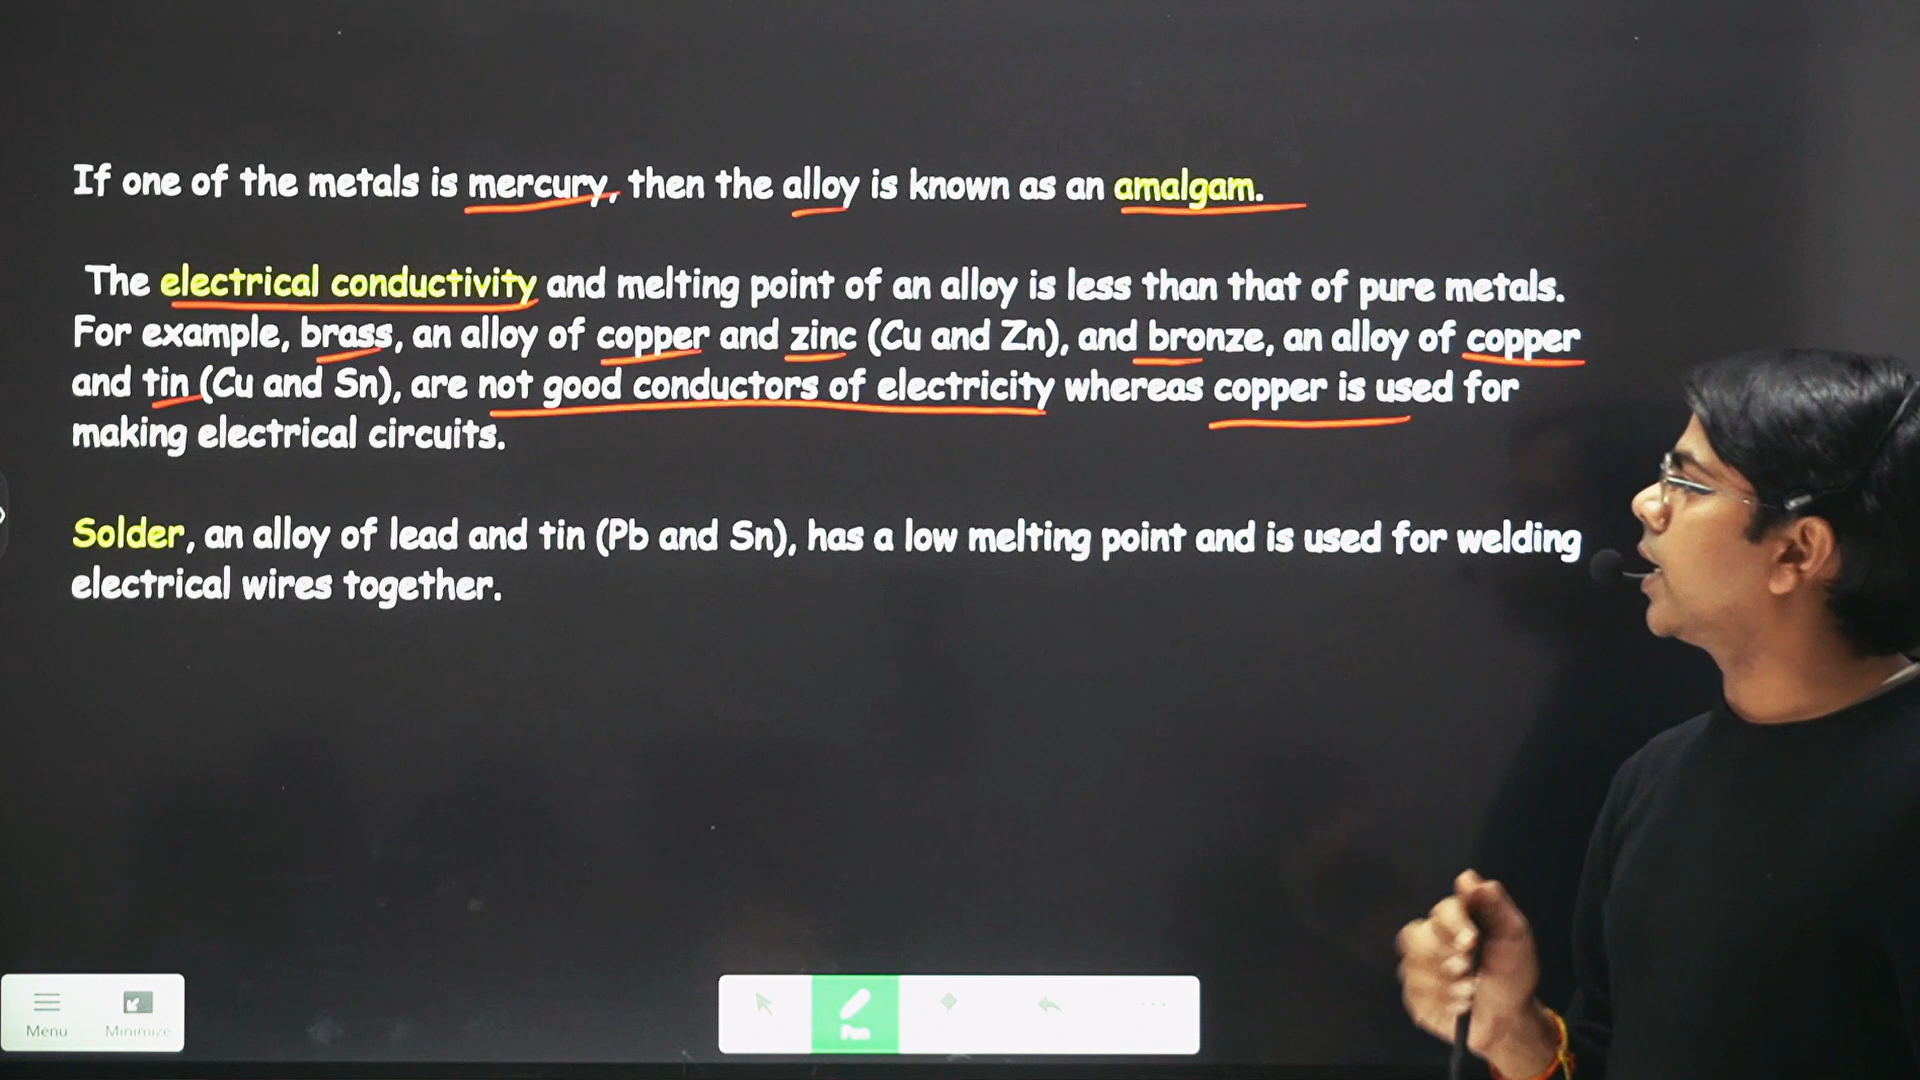 If one of the metals is mercury, then the alloy is known as an amalgam.
The electrical conductivity and melting point of an alloy is less than that of pure metals.
For example, brass, an alloy of copper and zinc (Cu and Zn), and bronze, an alloy of copper
and tin (Cu and Sn), are not good conductors of electricity whereas copper is used for
making electrical circuits.
Solder, an alloy of lead and tin (Pb and Sn), has a low melting point and is used for welding
electrical wires together.
Menu Minimize Pen